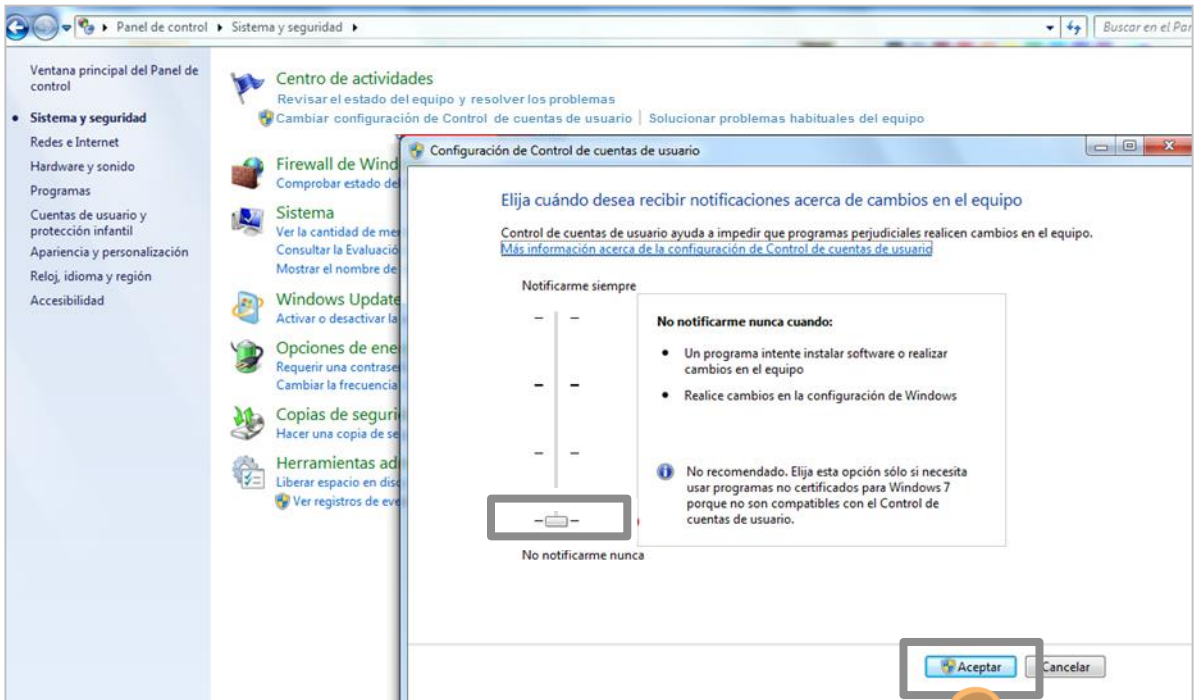 Panel de control ▸ Sistema y seguridad ▸
Buscar en el Pa
Ventana principal del Panel de
control
Sistema y seguridad
Redes e Internet
Hardware y sonido
Programas
Cuentas de usuario y
protección infantil
Apariencia y personalización
Reloj, idioma y región
Accesibilidad
Centro de actividades
Revisar el estado del equipo y resolver los problemas
Cambiar configuración de Control de cuentas de usuario | Solucionar problemas habituales del equipo
Firewall de Wind
Comprobar estado de
Sistema
Ver la cantidad de me
Consultar la Evaluació
Mostrar el nombre de
Windows Update
Activar o desactivar la
Opciones de ene
Requerir una contrase
Cambiar la frecuencia
Copias de seguri
Hacer una copia de se
Herramientas ad
Liberar espacio en disc
Ver registros de eve
Configuración de Control de cuentas de usuario
Elija cuándo desea recibir notificaciones acerca de cambios en el equipo
Control de cuentas de usuario ayuda a impedir que programas perjudiciales realicen cambios en el equipo.
Más información acerca de la configuración de Control de cuentas de usuario
Notificarme siempre
No notificarme nunca cuando:
• Un programa intente instalar software o realizar
cambios en el equipo
• Realice cambios en la configuración de Windows
No recomendado. Elija esta opción sólo si necesita
usar programas no certificados para Windows 7
porque no son compatibles con el Control de
cuentas de usuario.
No notificarme nunca
Aceptar
Cancelar